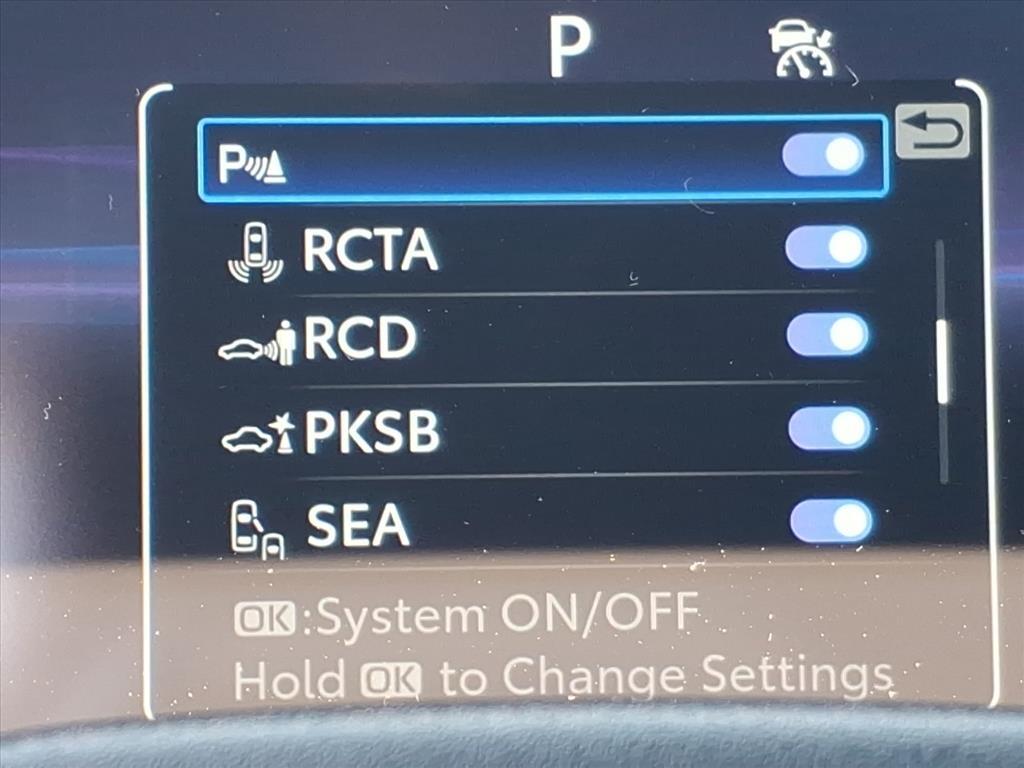 P
P
RCTA
RCD
PKSB
SEA
OK:System ON/OFF
Hold OK to Change Settings